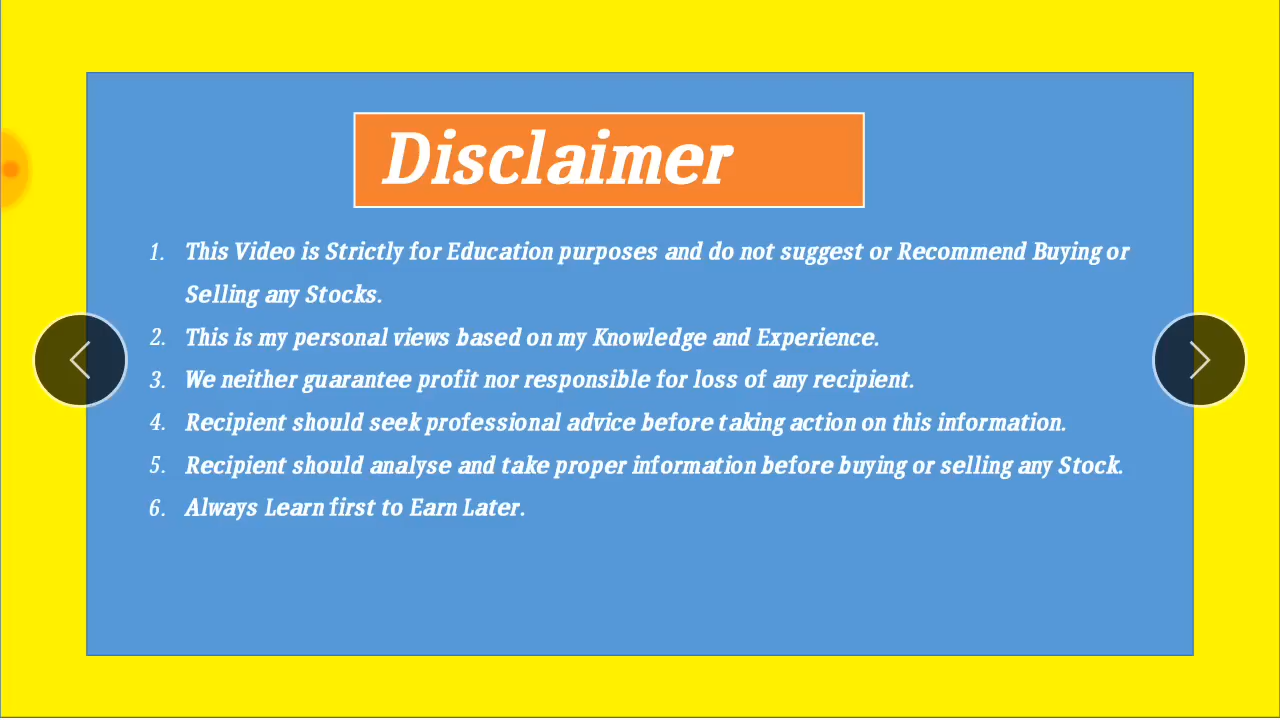 Disclaimer
1. This Video is Strictly for Education purposes and do not suggest or Recommend Buying or
Selling any Stocks.
2. This is my personal views based on my Knowledge and Experience.
3. We neither guarantee profit nor responsible for loss of any recipient.
4. Recipient should seek professional advice before taking action on this information.
5. Recipient should analyse and take proper information before buying or selling any Stock.
6. Always Learn first to Earn Later.